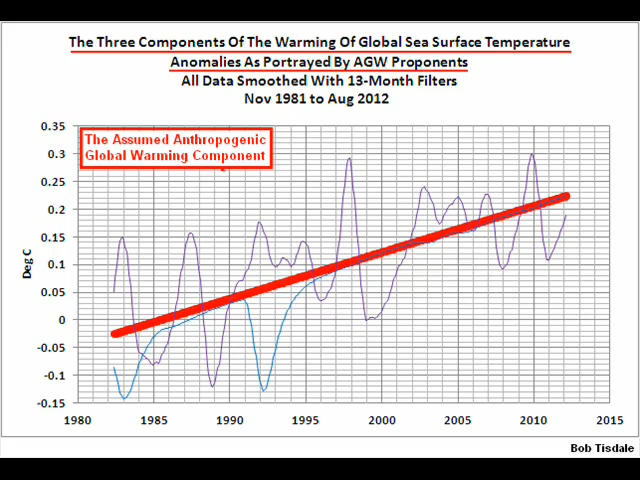 The Three Components Of The Warming Of Global Sea Surface Temperature
Anomalies As Portrayed By AGW Proponents
All Data Smoothed With 13-Month Filters
Nov 1981 to Aug 2012
The Assumed Anthropogenic
Global Warming Component
0.35
0.3
0.25
0.2
0.15
0.1
0.05
0
-0.05
-0.1
-0.15
Deg C
1980 1985 1990 1995 2000 2005 2010 2015
Bob Tisdale